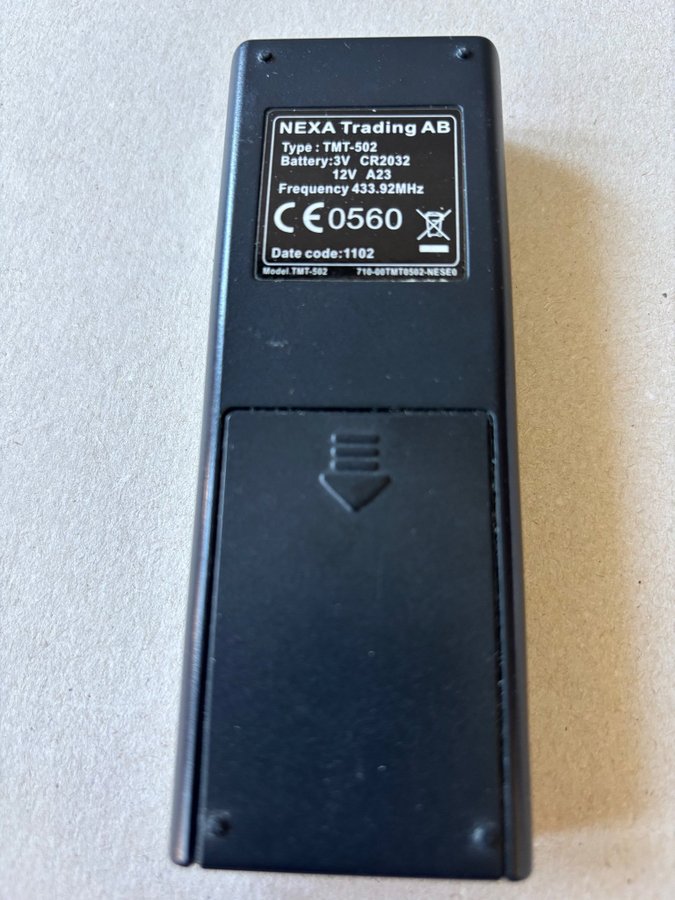 NEXA Trading AB
Type : TMT-502
Battery:3V CR2032
12V A23
Frequency 433.92MHz
CE0560
Date code:1102
Model.TMT-502 710-00TMT0502-NESE0